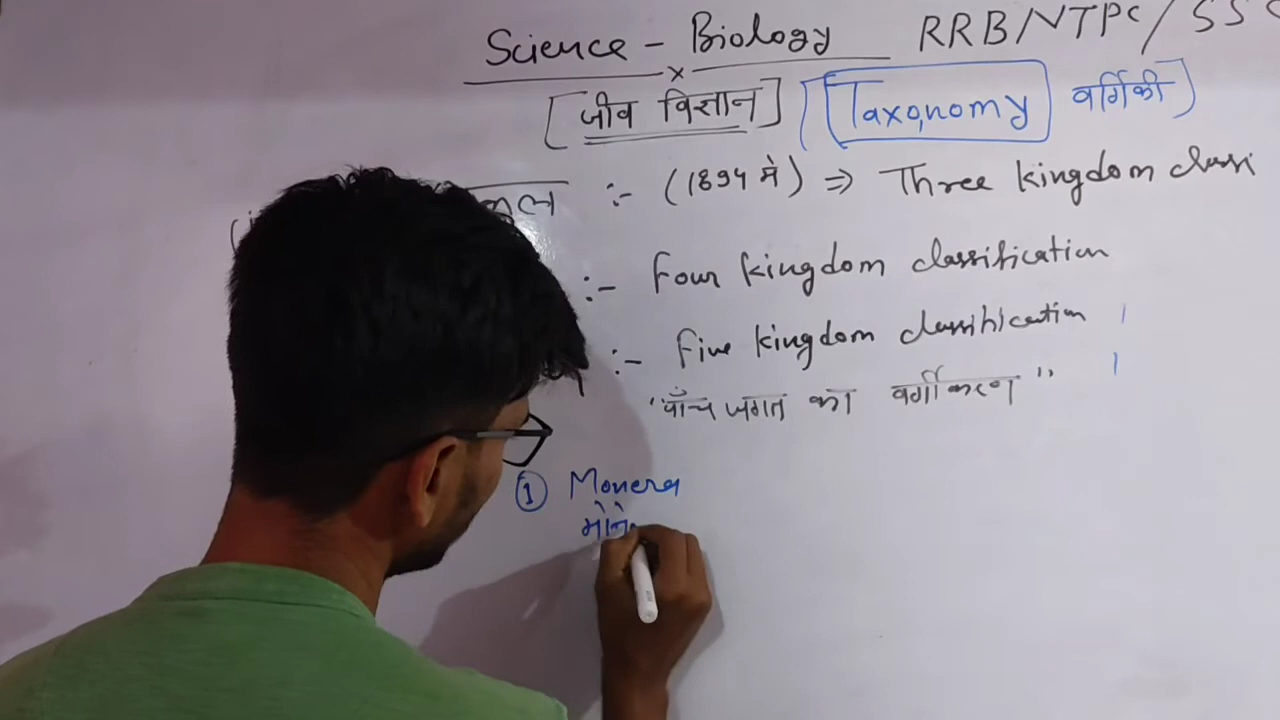 Science - Biology RRB/NTPC/SSC
[जीव विज्ञान] [Taxonomy वर्गिकी]
:- (1894 मे) ⇒ Three kingdom classi
:- Four kingdom classification
:- five kingdom classification
"पाँच जगत का वर्गीकरण"
① Monera
मोने